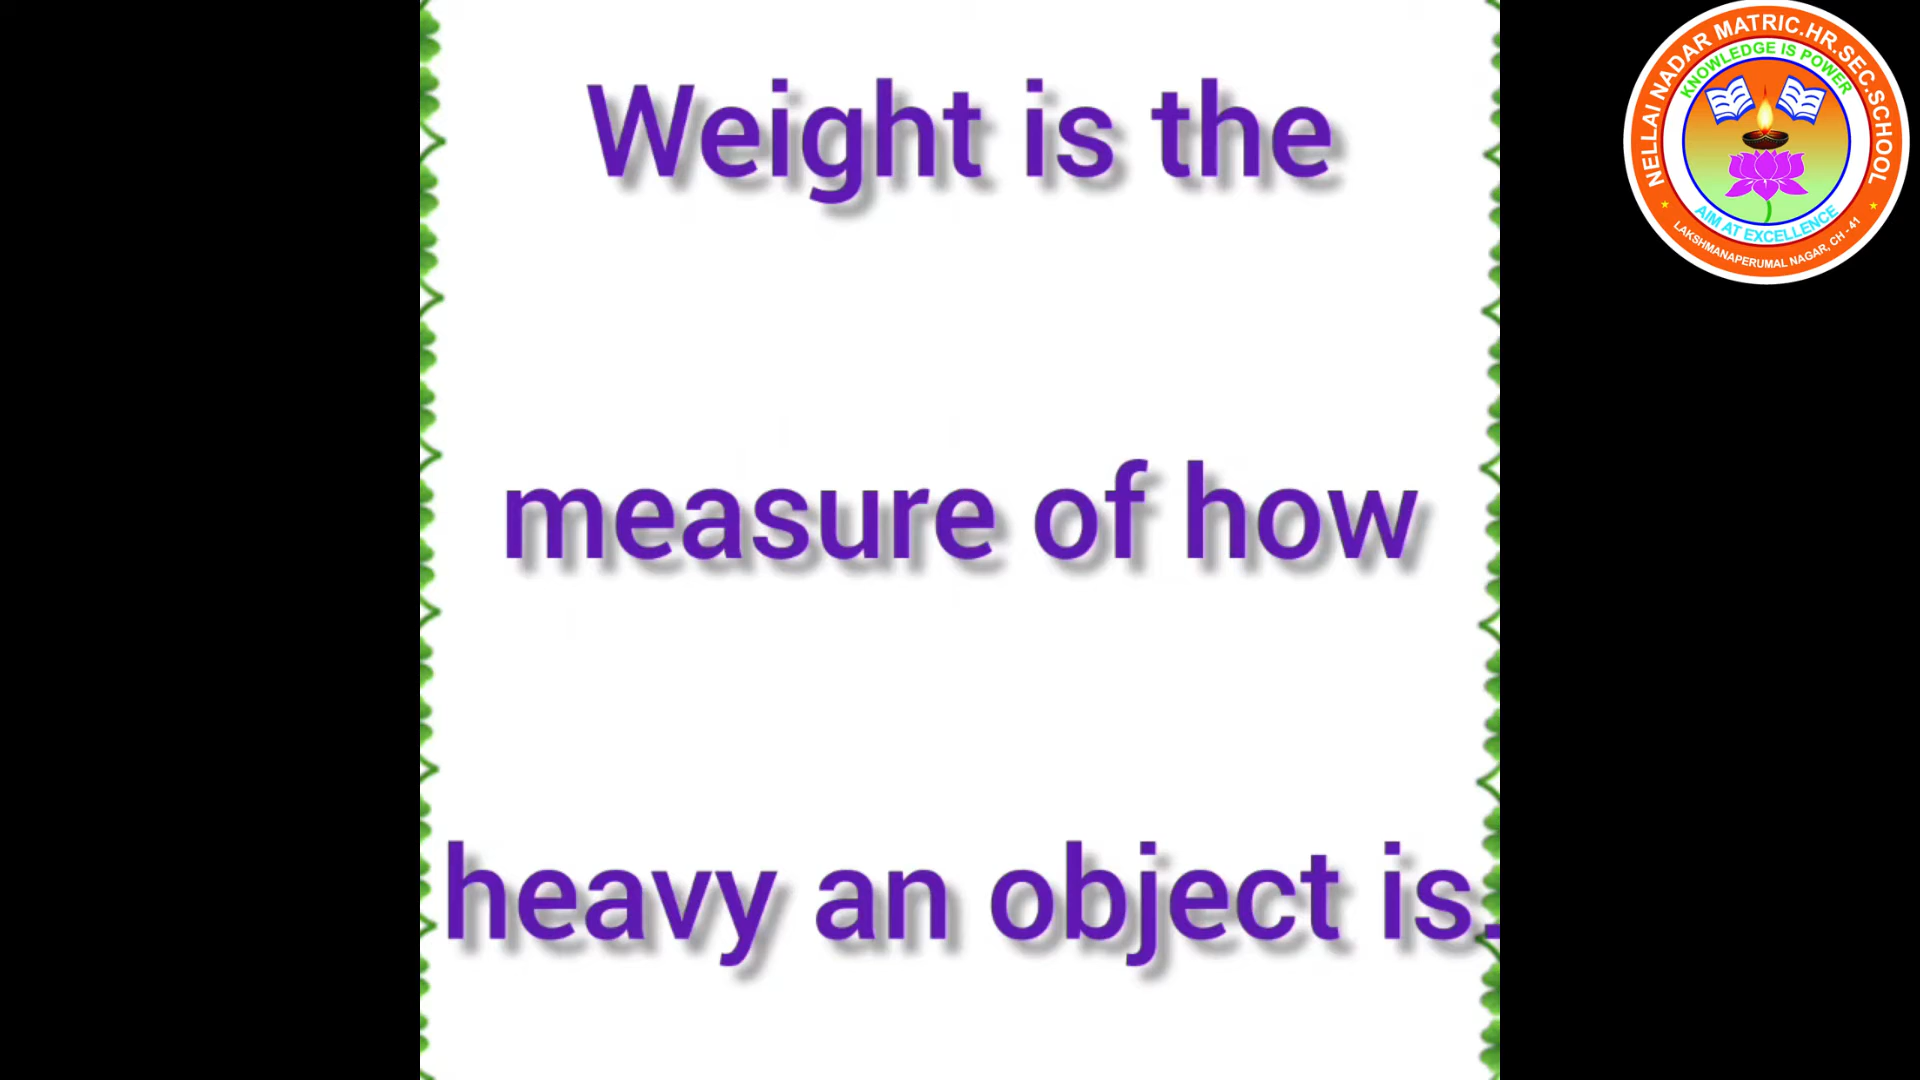 Weight is the
measure of how
heavy an object is.
NELLAI NADAR MATRIC.HR.SEC.SCHOOL
KNOWLEDGE IS POWER
AIM AT EXCELLENCE
LAKSHMANAPERUMAL NAGAR, CH - 41